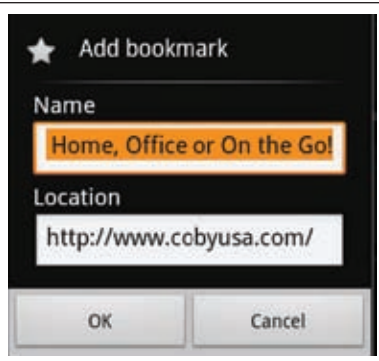 Add bookmark
Name
Home, Office or On the Go!
Location
http://www.cobyusa.com/
OK
Cancel